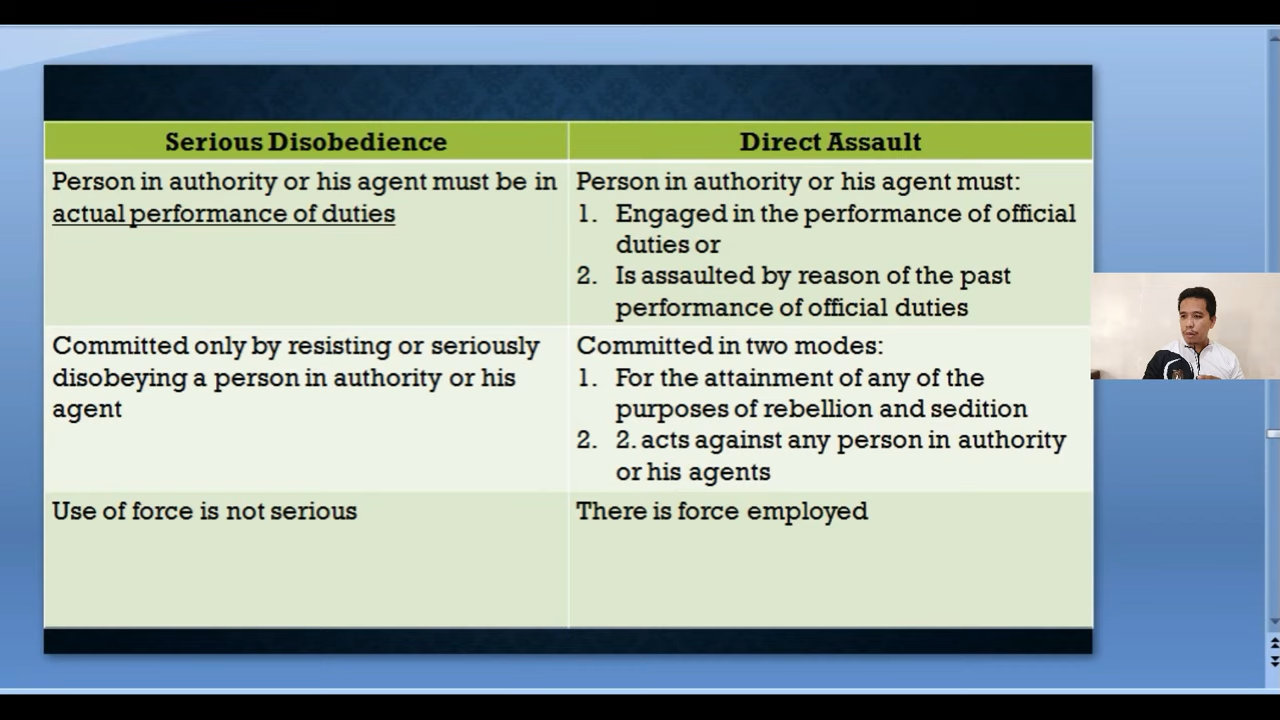 Serious Disobedience
Direct Assault
Person in authority or his agent must be in
actual performance of duties
Person in authority or his agent must:
1. Engaged in the performance of official
duties or
2. Is assaulted by reason of the past
performance of official duties
Committed only by resisting or seriously
disobeying a person in authority or his
agent
Committed in two modes:
1. For the attainment of any of the
purposes of rebellion and sedition
2. 2. acts against any person in authority
or his agents
Use of force is not serious
There is force employed